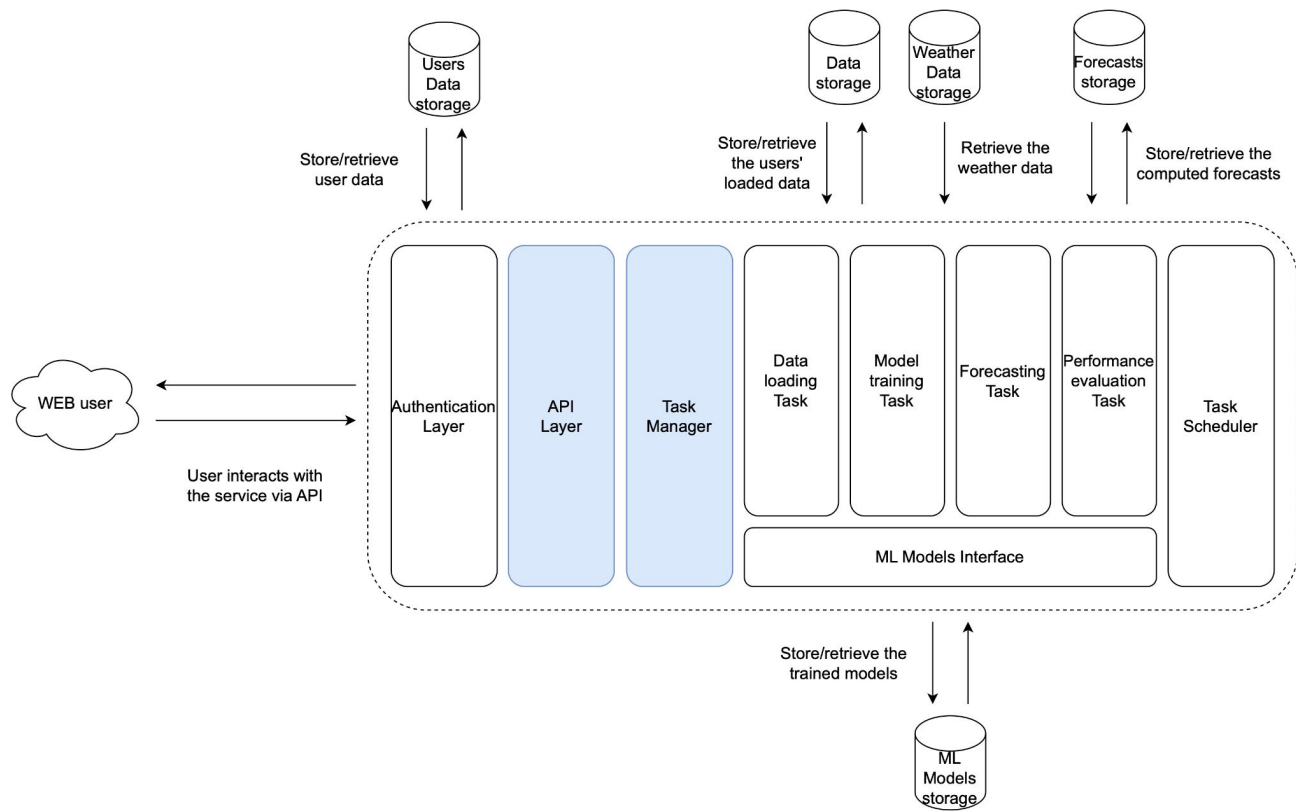 Users
Data
storage
Data
storage
Weather
Data
storage
Forecasts
storage
Store/retrieve
user data
Store/retrieve
the users'
loaded data
Retrieve the
weather data
Store/retrieve the
computed forecasts
WEB user
User interacts with
the service via API
Authentication
Layer
API
Layer
Task
Manager
Data
loading
Task
Model
training
Task
Forecasting
Task
Performance
evaluation
Task
Task
Scheduler
ML Models Interface
Store/retrieve the
trained models
ML
Models
storage